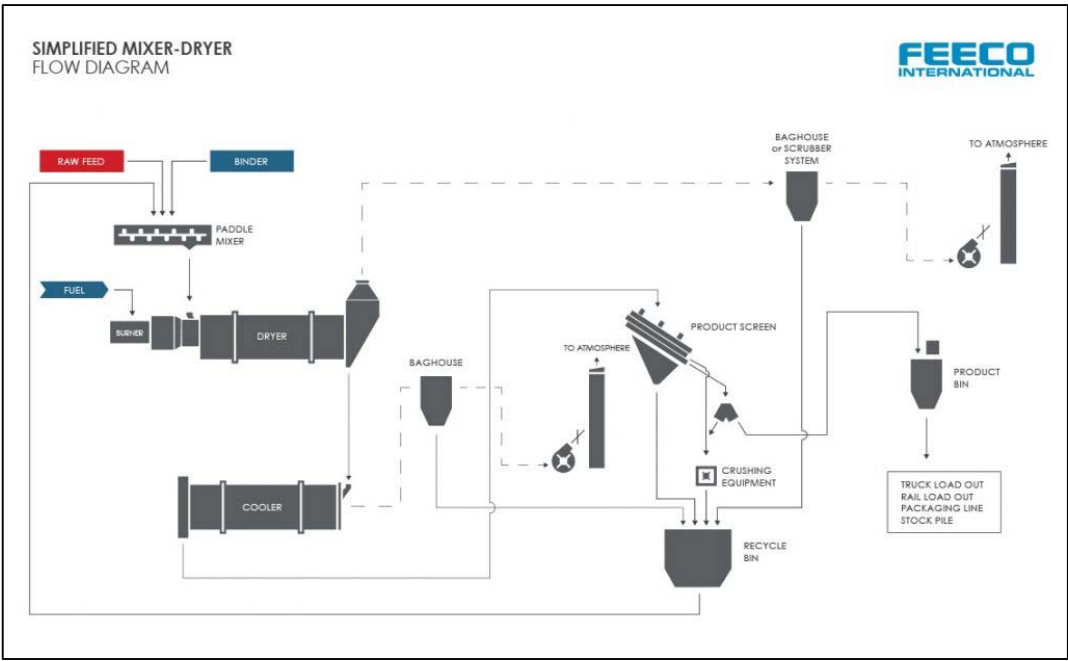 SIMPLIFIED MIXER-DRYER
FLOW DIAGRAM
FEECO
INTERNATIONAL
BAGHOUSE
or SCRUBBER
SYSTEM
TO ATMOSPHERE
RAW FEED
BINDER
PADDLE
MIXER
FUEL
BURNER
DRYER
PRODUCT SCREEN
TO ATMOSPHERE
BAGHOUSE
PRODUCT
BIN
CRUSHING
EQUIPMENT
TRUCK LOAD OUT
RAIL LOAD OUT
PACKAGING LINE
STOCK PILE
COOLER
RECYCLE
BIN